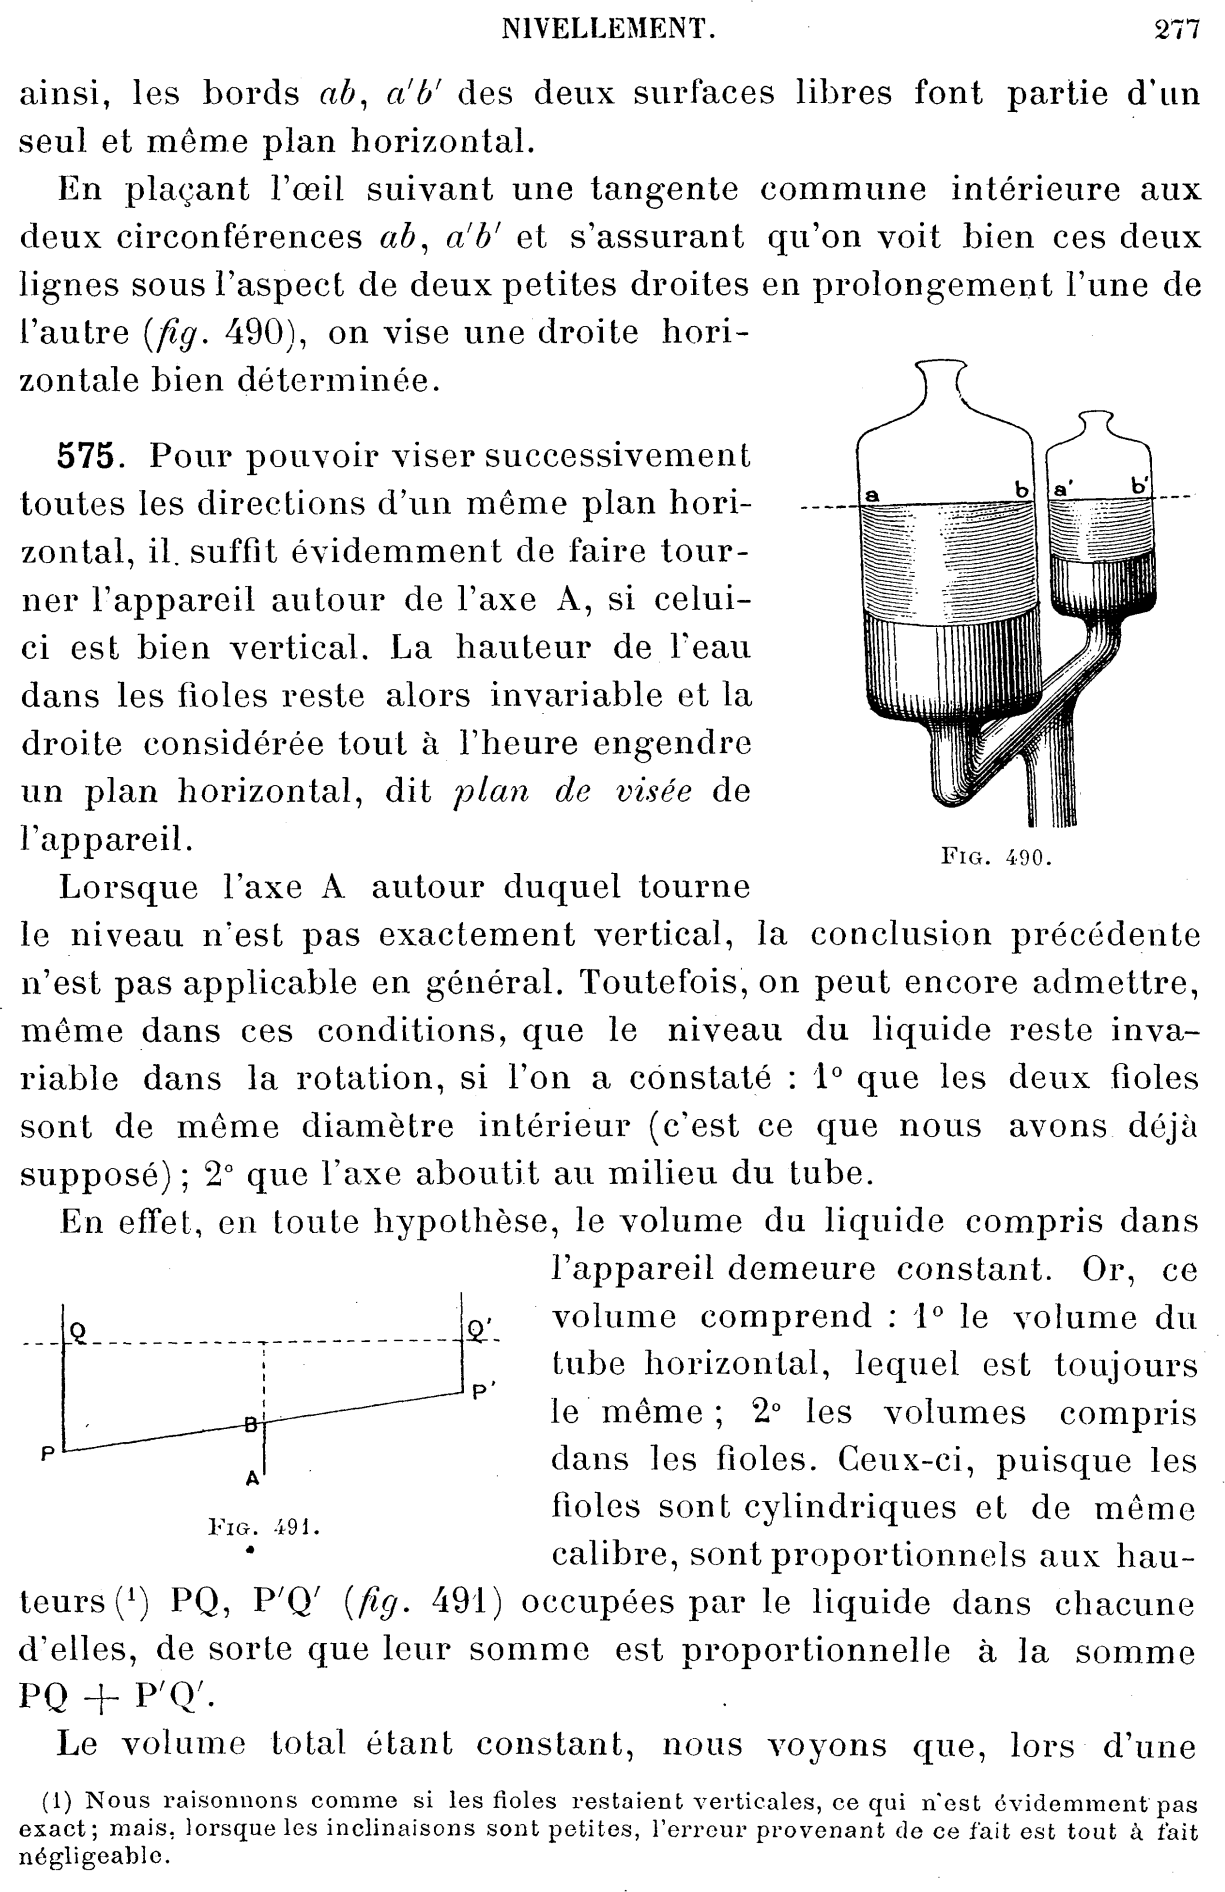 NIVELLEMENT. 277
ainsi, les bords ab, a'b' des deux surfaces libres font partie d'un
seul et même plan horizontal.
En plaçant l'œil suivant une tangente commune intérieure aux
deux circonférences ab, a'b' et s'assurant qu'on voit bien ces deux
lignes sous l'aspect de deux petites droites en prolongement l'une de
l'autre (fig. 490), on vise une droite hori-
zontale bien déterminée.
575. Pour pouvoir viser successivement
toutes les directions d'un même plan hori-
zontal, il suffit évidemment de faire tour-
ner l'appareil autour de l'axe A, si celui-
ci est bien vertical. La hauteur de l'eau
dans les fioles reste alors invariable et la
droite considérée tout à l'heure engendre
un plan horizontal, dit plan de visée de
l'appareil.
a b a' b'
FIG. 490.
Lorsque l'axe A autour duquel tourne
le niveau n'est pas exactement vertical, la conclusion précédente
n'est pas applicable en général. Toutefois, on peut encore admettre,
même dans ces conditions, que le niveau du liquide reste inva-
riable dans la rotation, si l'on a constaté : 1° que les deux fioles
sont de même diamètre intérieur (c'est ce que nous avons déjà
supposé) ; 2° que l'axe aboutit au milieu du tube.
En effet, en toute hypothèse, le volume du liquide compris dans
l'appareil demeure constant. Or, ce
volume comprend : 1° le volume du
tube horizontal, lequel est toujours
le même ; 2° les volumes compris
dans les fioles. Ceux-ci, puisque les
fioles sont cylindriques et de même
calibre, sont proportionnels aux hau-
Q Q'
P'
B
P
A
FIG. 491.
teurs (1) PQ, P'Q' (fig. 491) occupées par le liquide dans chacune
d'elles, de sorte que leur somme est proportionnelle à la somme
PQ + P'Q'.
Le volume total étant constant, nous voyons que, lors d'une
(1) Nous raisonnons comme si les fioles restaient verticales, ce qui n'est évidemment pas
exact ; mais, lorsque les inclinaisons sont petites, l'erreur provenant de ce fait est tout à fait
négligeable.